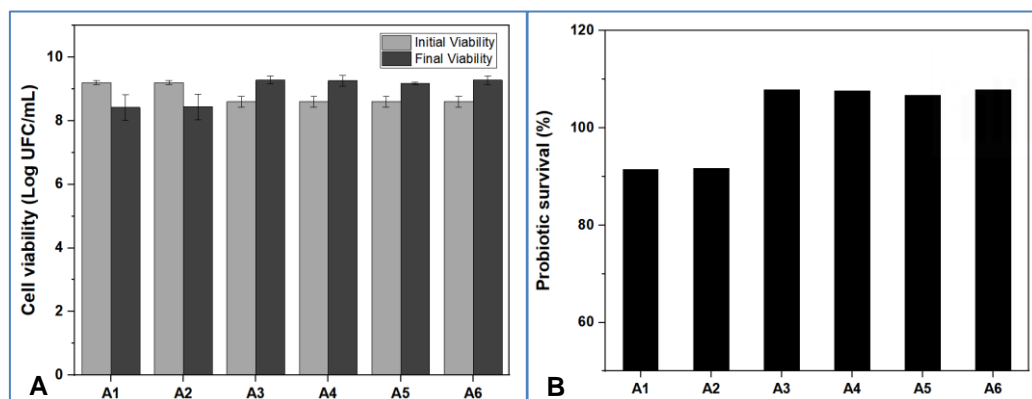 Cell viability (Log UFC/mL)
10
8
6
4
2
0
Initial Viability
Final Viability
A1 A2 A3 A4 A5 A6
A
Probiotic survival (%)
120
100
80
60
A1 A2 A3 A4 A5 A6
B